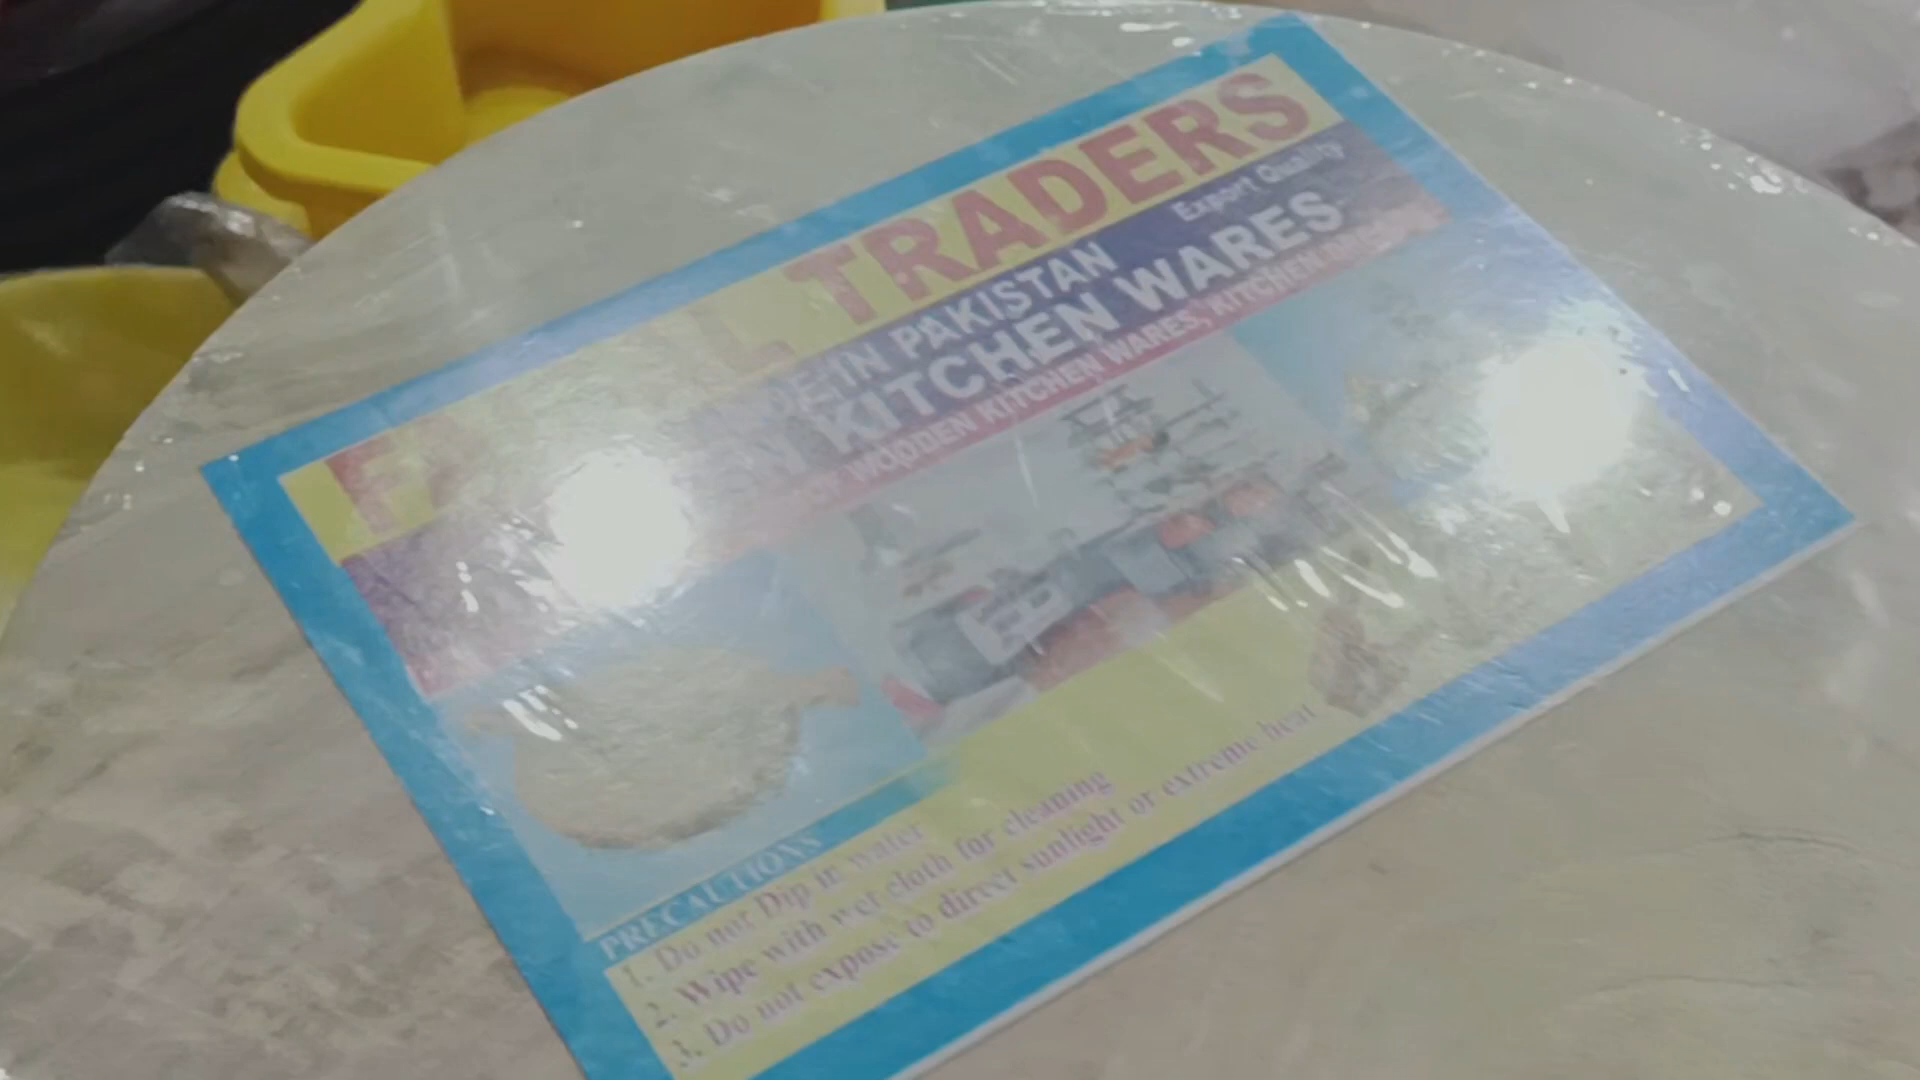 TRADERS
Export Quality
IN PAKISTAN
KITCHEN WARES
OF WOODEN KITCHEN WARES, KITCHEN
PRECAUTIONS
1. Do not Dip in water
2. Wipe with wet cloth for cleaning
3. Do not expose to direct sunlight or extreme heat